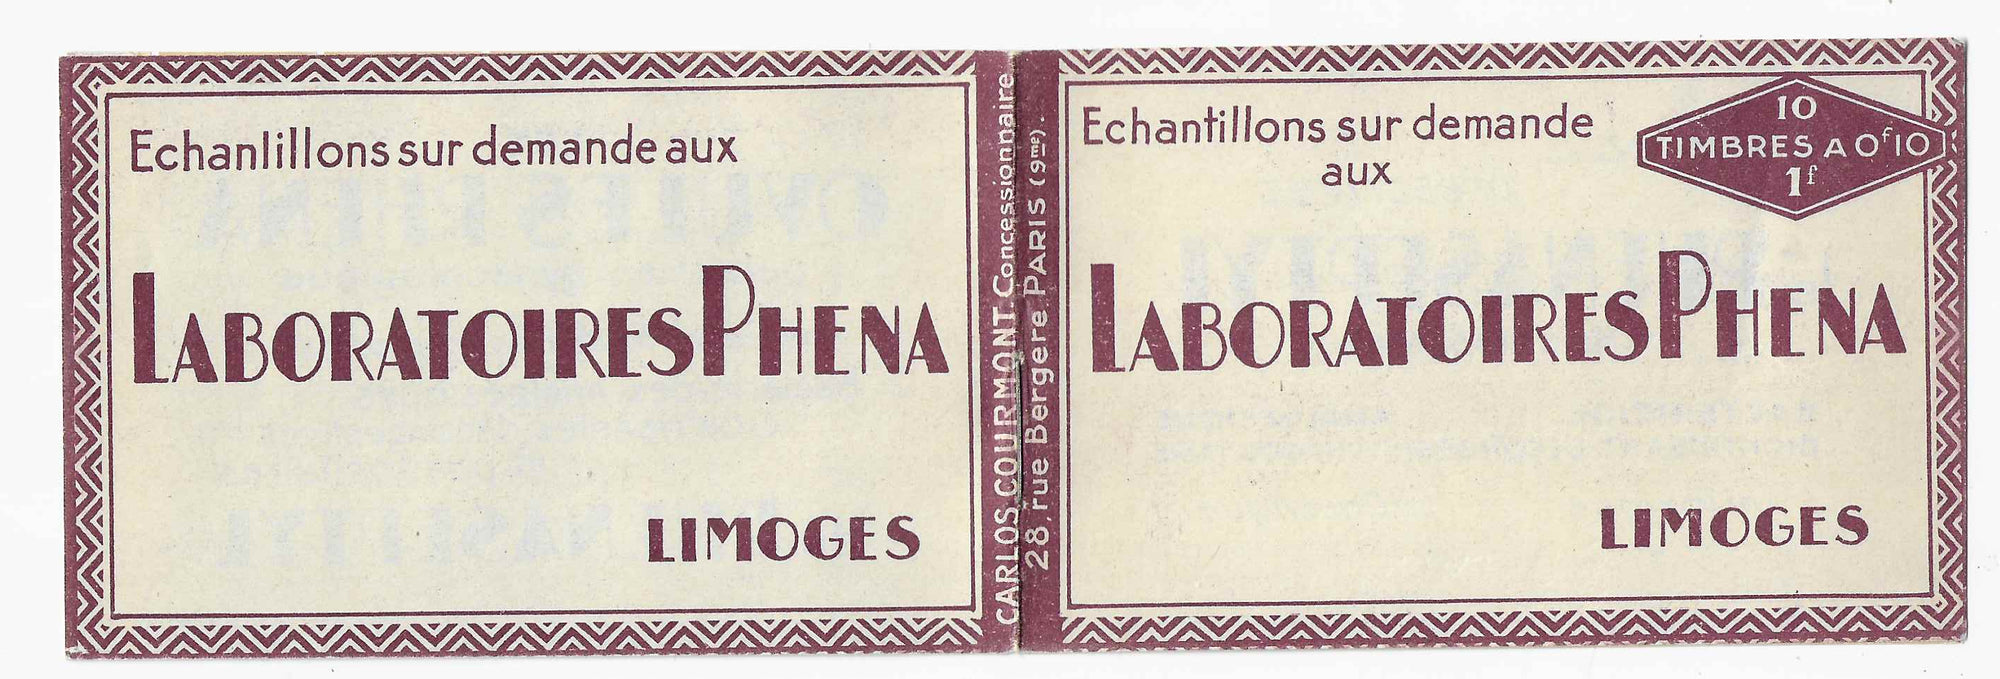 Echanlillons sur demande aux
LABORATOIRES PHENA
LIMOGES
CARLOS COURMONT. Concessionnaire
28, rue Bergère PARIS (9me).
Echantillons sur demande
aux
10
TIMBRES A 0f10
1f
LABORATOIRES PHENA
LIMOGES